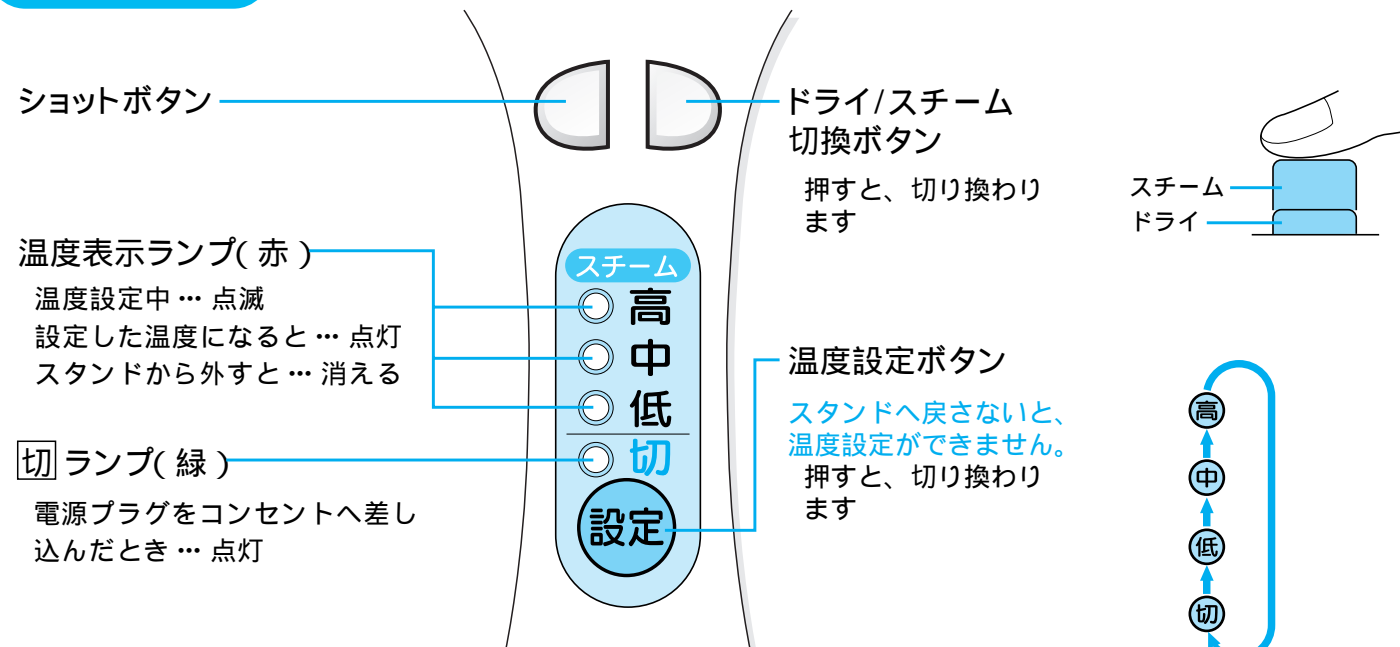 ショットボタン
ドライ/スチーム
切換ボタン
押すと、切り換わり
ます
スチーム
ドライ
温度表示ランプ(赤)
温度設定中 … 点滅
設定した温度になると … 点灯
スタンドから外すと … 消える
切 ランプ(緑)
電源プラグをコンセントへ差し
込んだとき … 点灯
スチーム
高
中
低
切
設定
温度設定ボタン
スタンドへ戻さないと、
温度設定ができません。
押すと、切り換わり
ます
高
中
低
切